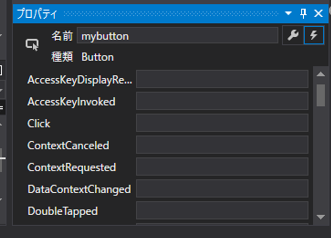 プロパティ
名前 mybutton
種類 Button
AccessKeyDisplayRe...
AccessKeyInvoked
Click
ContextCanceled
ContextRequested
DataContextChanged
DoubleTapped